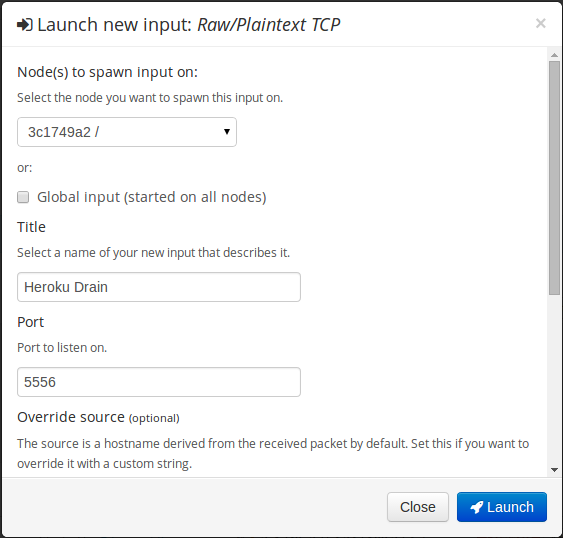 Launch new input: Raw/Plaintext TCP ×
Node(s) to spawn input on:
Select the node you want to spawn this input on.
3c1749a2 /
or:
Global input (started on all nodes)
Title
Select a name of your new input that describes it.
Heroku Drain
Port
Port to listen on.
5556
Override source (optional)
The source is a hostname derived from the received packet by default. Set this if you want to
override it with a custom string.
Close Launch